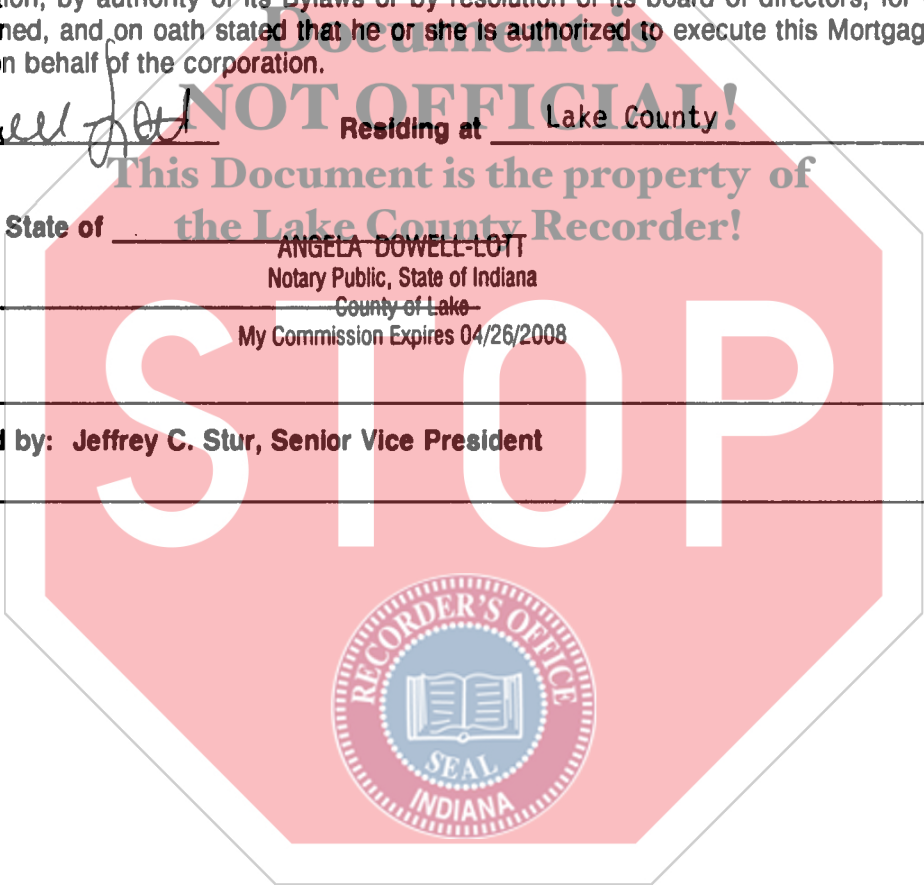 tion, by authority of its Bylaws or by resolution of its board of directors, for
ned, and on oath stated that he or she is authorized to execute this Mortgag
n behalf of the corporation.
Document is
NOT OFFICIAL!
This Document is the property of
the Lake County Recorder!
Residing at Lake County
State of
ANGELA DOWELL-LOTT
Notary Public, State of Indiana
County of Lake
My Commission Expires 04/26/2008
by: Jeffrey C. Stur, Senior Vice President
STOP
RECORDER'S OFFICE
SEAL
INDIANA